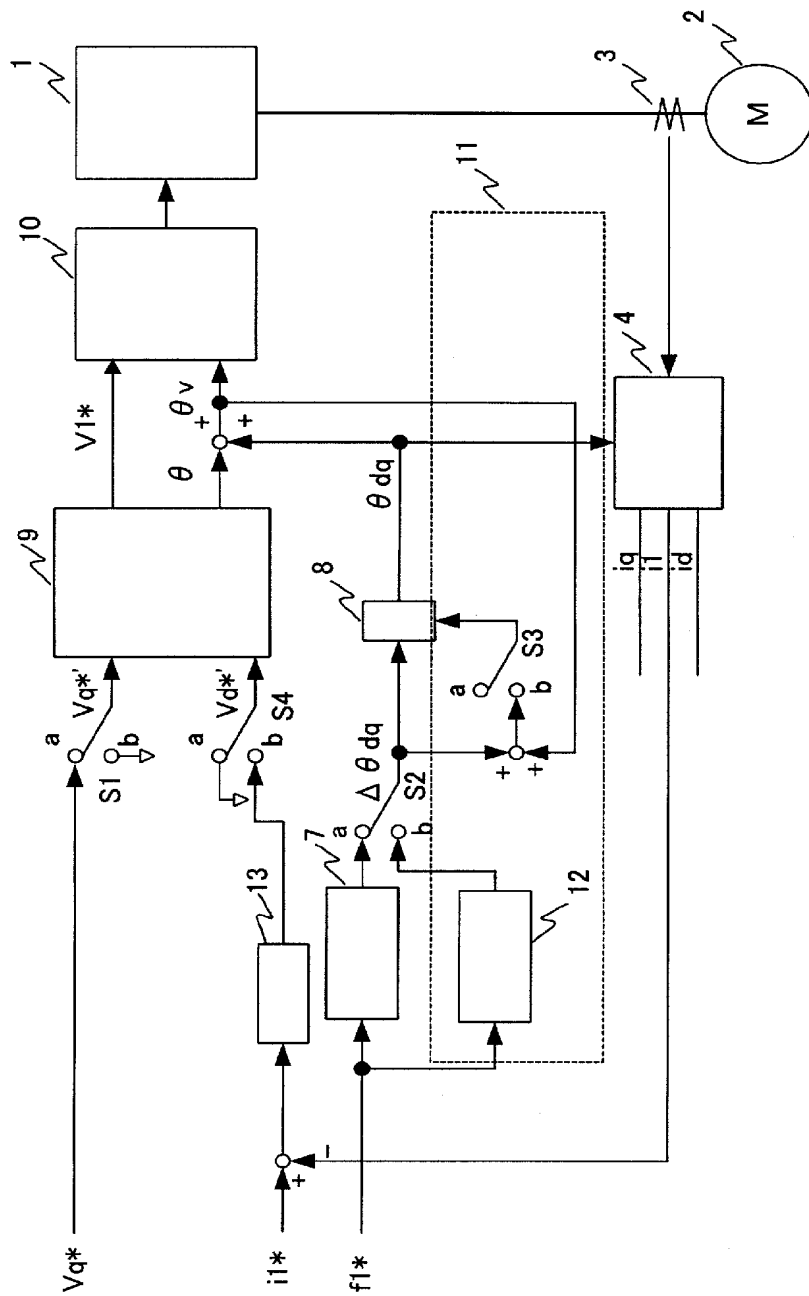 1
2
3
M
10
11
4
V1*
θv
+
+
θ
θdq
9
8
iq
i1
id
Vq*'
a
b
S1
Vd*'
a
b
S4
Δθdq
a
b
S2
a
b
S3
+
+
7
13
12
+
-
Vq*
i1*
f1*